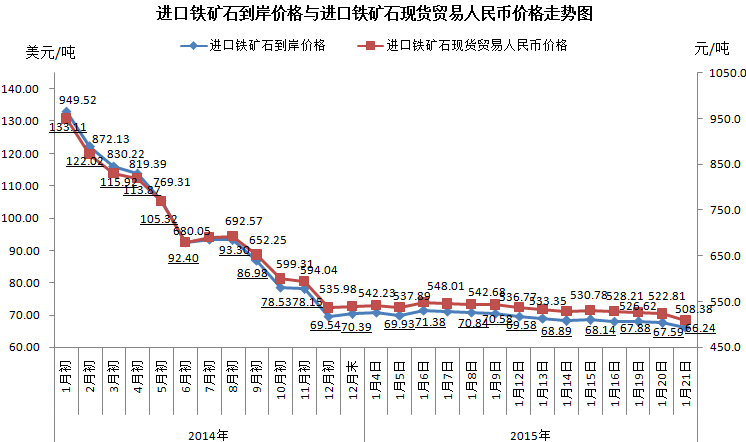 进口铁矿石到岸价格与进口铁矿石现货贸易人民币价格走势图
美元/吨
进口铁矿石到岸价格
进口铁矿石现货贸易人民币价格
元/吨
140.00
130.00
120.00
110.00
100.00
90.00
80.00
70.00
60.00
1050.0
950.0
850.0
750.0
650.0
550.0
450.0
949.52
872.13
830.22
819.39
769.31
680.05
692.57
652.25
599.31
594.04
535.98
542.23
537.89
548.01
542.68
536.77
533.35
530.78
528.21
526.62
522.81
508.38
133.11
122.02
115.92
113.87
105.32
92.40
93.30
86.98
78.53
78.15
69.54
70.39
69.93
71.38
70.84
70.58
69.58
68.89
68.14
67.88
67.59
66.24
1月初
2月初
3月初
4月初
5月初
6月初
7月初
8月初
9月初
10月初
11月初
12月初
12月末
1月4日
1月5日
1月6日
1月7日
1月8日
1月9日
1月12日
1月13日
1月14日
1月15日
1月16日
1月19日
1月20日
1月21日
2014年
2015年